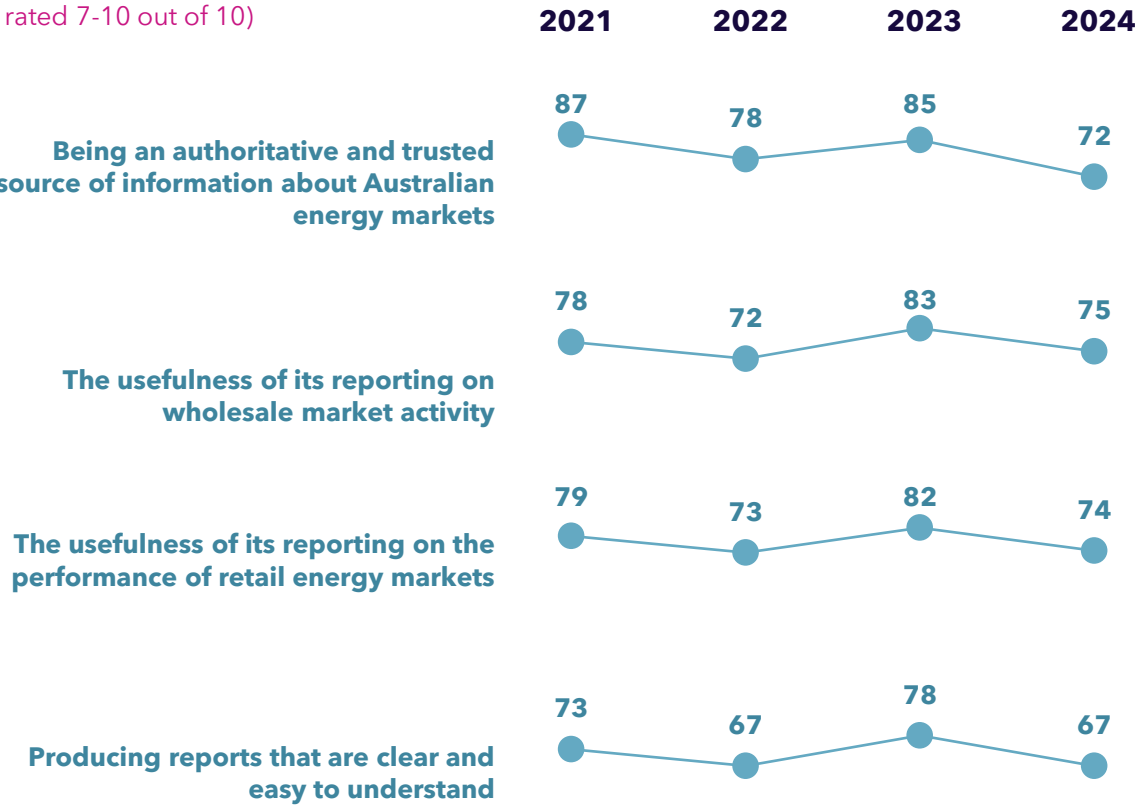 rated 7-10 out of 10)
2021 2022 2023 2024
87 78 85 72
Being an authoritative and trusted
source of information about Australian
energy markets
78 72 83 75
The usefulness of its reporting on
wholesale market activity
79 73 82 74
The usefulness of its reporting on the
performance of retail energy markets
73 67 78 67
Producing reports that are clear and
easy to understand